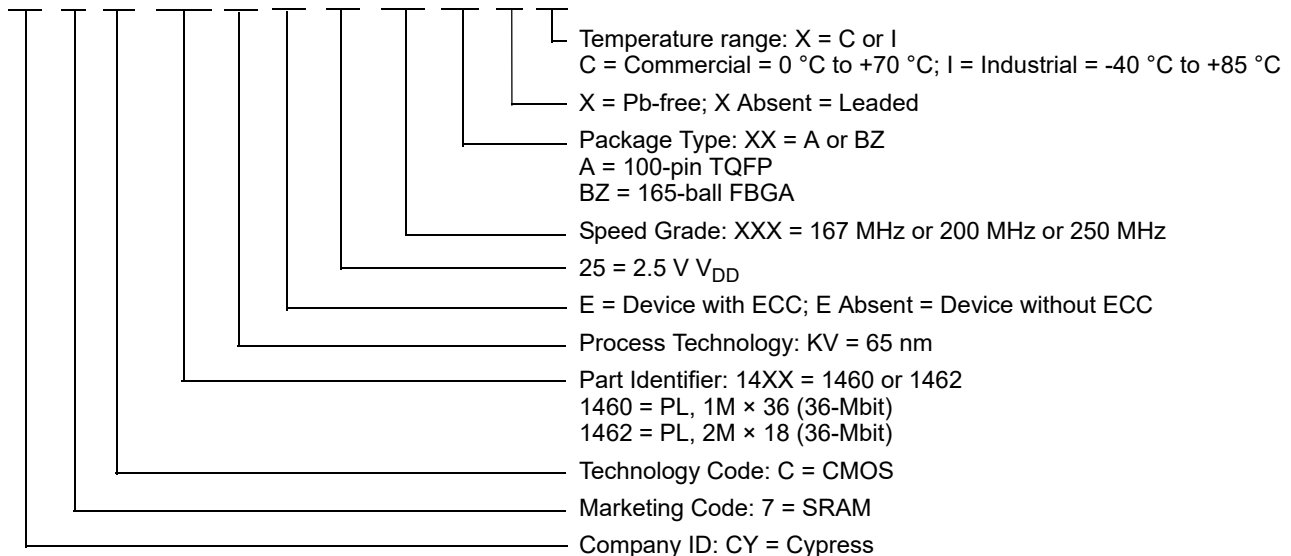 Temperature range: X = C or I
C = Commercial = 0 °C to +70 °C; I = Industrial = -40 °C to +85 °C
X = Pb-free; X Absent = Leaded
Package Type: XX = A or BZ
A = 100-pin TQFP
BZ = 165-ball FBGA
Speed Grade: XXX = 167 MHz or 200 MHz or 250 MHz
25 = 2.5 V VDD
E = Device with ECC; E Absent = Device without ECC
Process Technology: KV = 65 nm
Part Identifier: 14XX = 1460 or 1462
1460 = PL, 1M × 36 (36-Mbit)
1462 = PL, 2M × 18 (36-Mbit)
Technology Code: C = CMOS
Marketing Code: 7 = SRAM
Company ID: CY = Cypress